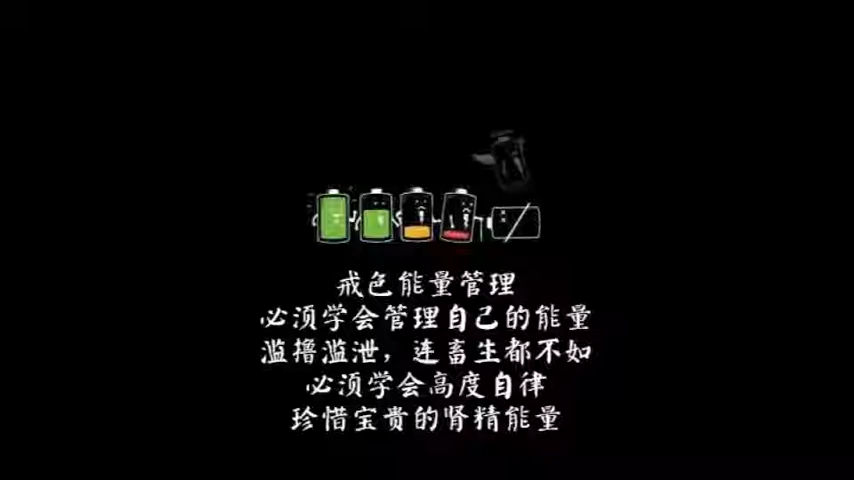 戒色能量管理
必须学会管理自己的能量
滥撸滥泄，连畜生都不如
必须学会高度自律
珍惜宝贵的肾精能量